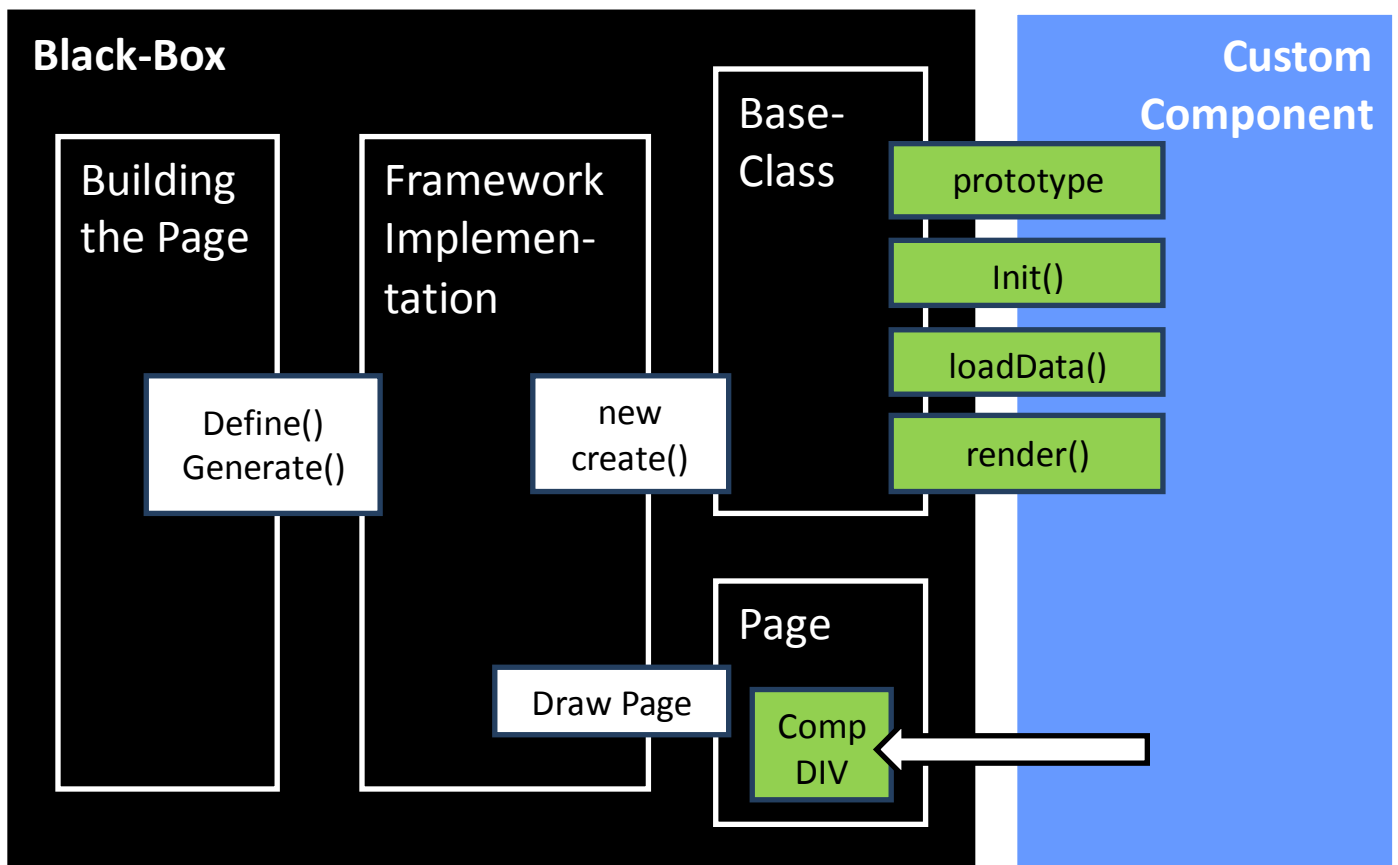 Black-Box
Custom
Component
Building
the Page
Framework
Implemen-
tation
Base-
Class
prototype
Init()
loadData()
render()
Define()
Generate()
new
create()
Page
Draw Page
Comp
DIV